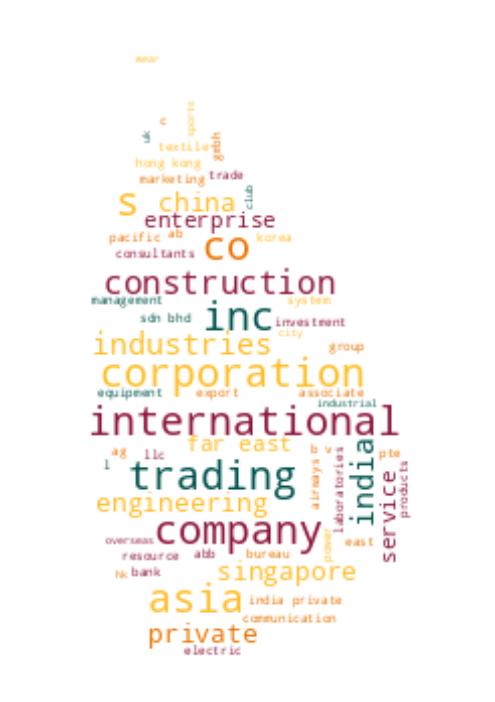 wear
sports
c
uk
textile
gmbh
hong kong
marketing trade
club
s china
enterprise
pacific ab co korea
consultants
construction
management system
sdn bhd inc investment
city
industries group
corporation
equipment export associate
industrial
international
far east
ag llc b v pte
l trading
airways laboratories india service products
engineering
company
overseas power east
resource abb bureau
hk bank singapore
asia india private
communication
private
electric